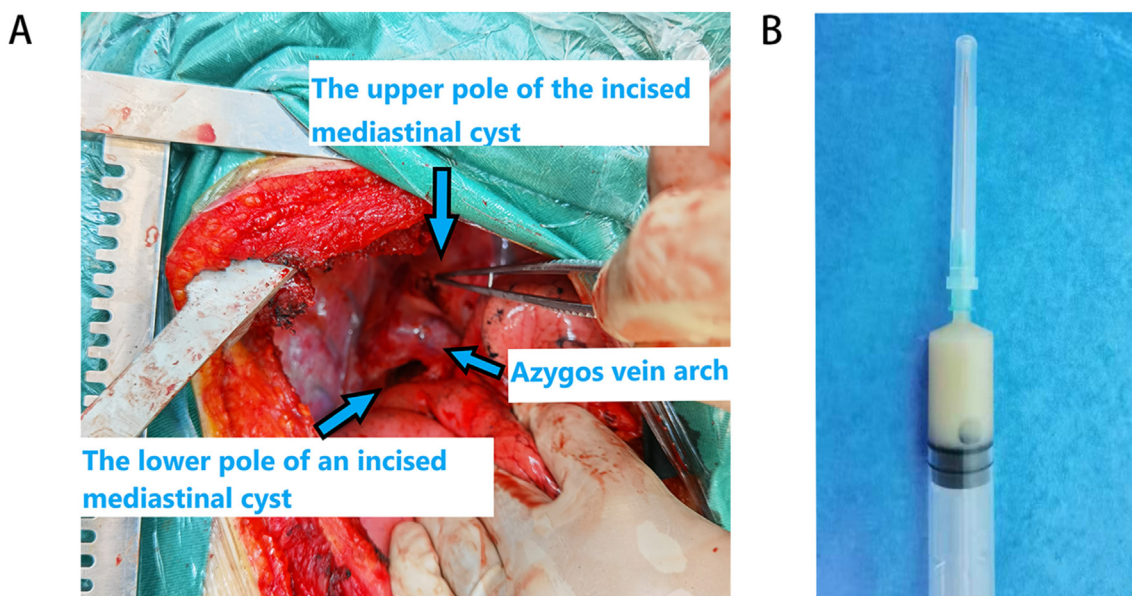 A
B
The upper pole of the incised
mediastinal cyst
Azygos vein arch
The lower pole of an incised
mediastinal cyst